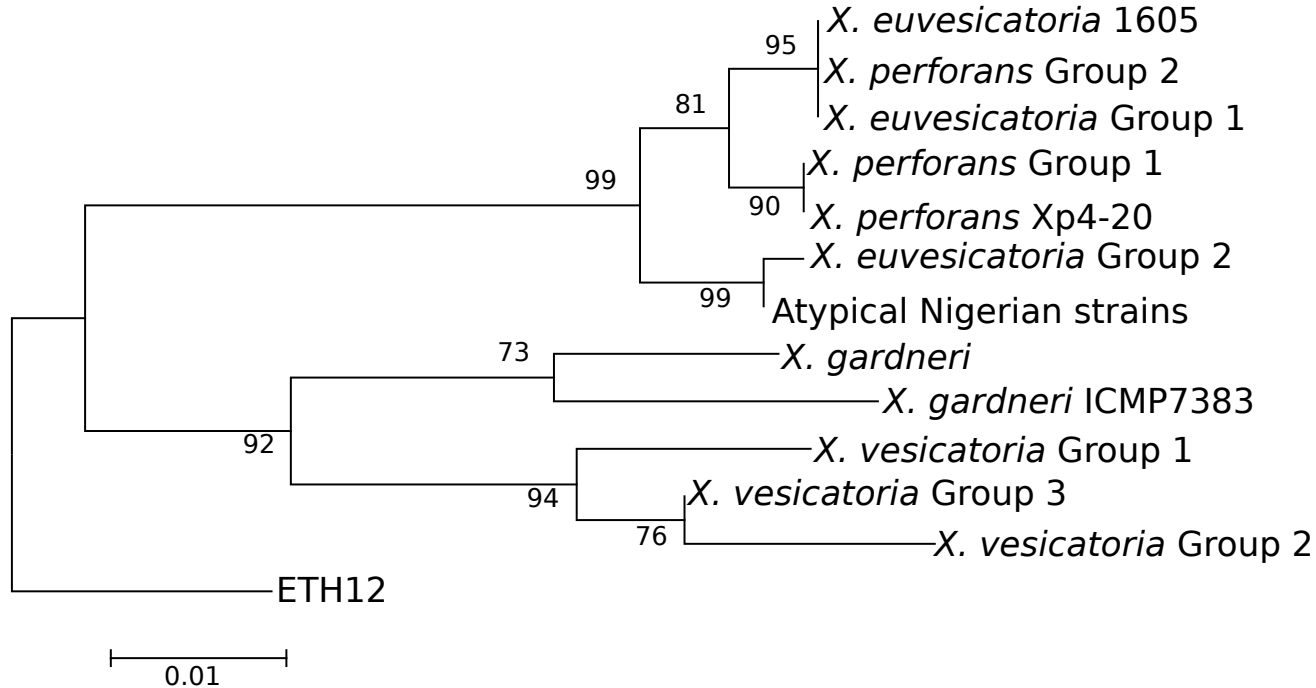 X. euvesicatoria 1605
95
X. perforans Group 2
81
X. euvesicatoria Group 1
X. perforans Group 1
99
90
X. perforans Xp4-20
X. euvesicatoria Group 2
99
Atypical Nigerian strains
73
X. gardneri
X. gardneri ICMP7383
92
X. vesicatoria Group 1
94
X. vesicatoria Group 3
76
X. vesicatoria Group 2
ETH12
0.01